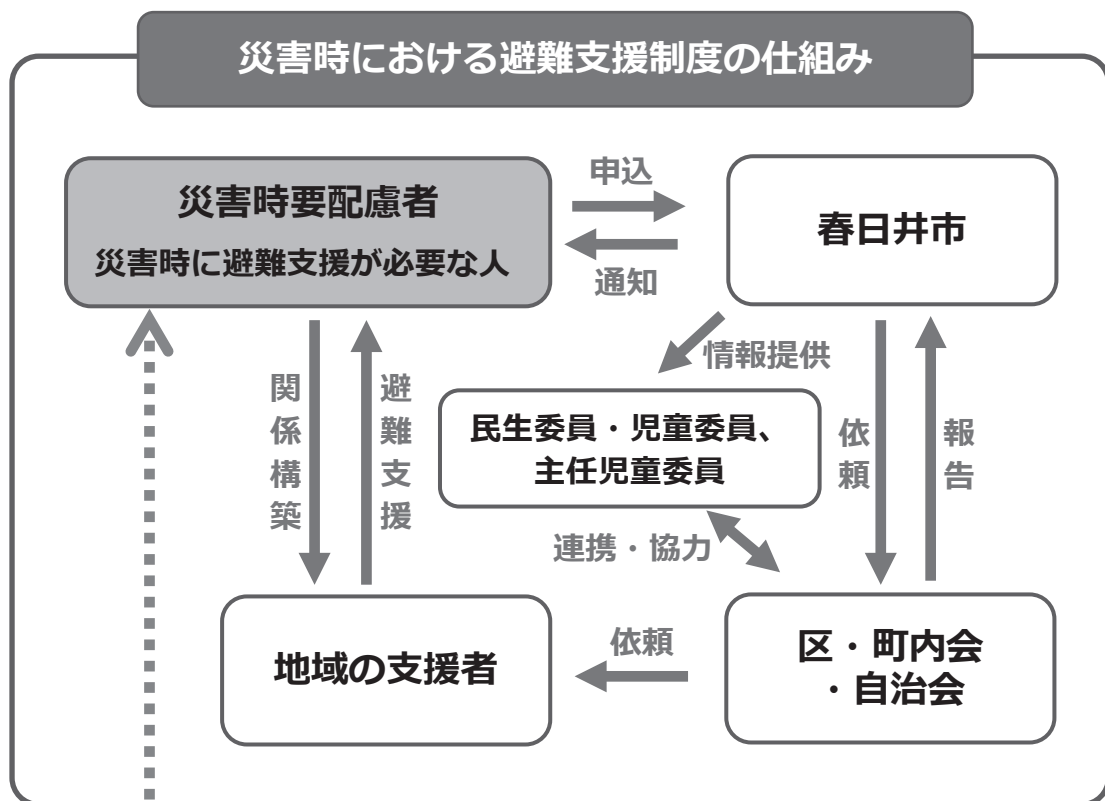 災害時における避難支援制度の仕組み
災害時要配慮者
災害時に避難支援が必要な人
申込
通知
春日井市
情報提供
関係構築
避難支援
民生委員・児童委員、
主任児童委員
依頼
報告
連携・協力
地域の支援者
依頼
区・町内会
・自治会